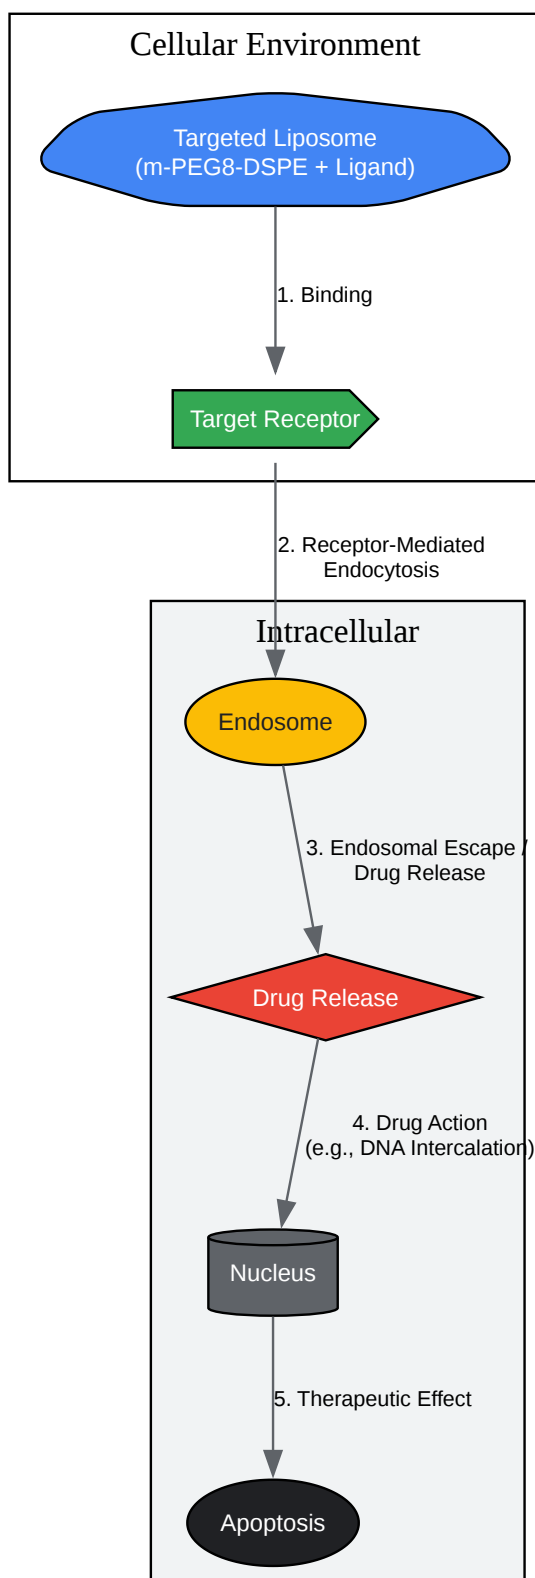 Cellular Environment
Targeted Liposome
(m-PEG8-DSPE + Ligand)
1. Binding
Target Receptor
2. Receptor-Mediated
Endocytosis
Intracellular
Endosome
3. Endosomal Escape /
Drug Release
Drug Release
4. Drug Action
(e.g., DNA Intercalation)
Nucleus
5. Therapeutic Effect
Apoptosis